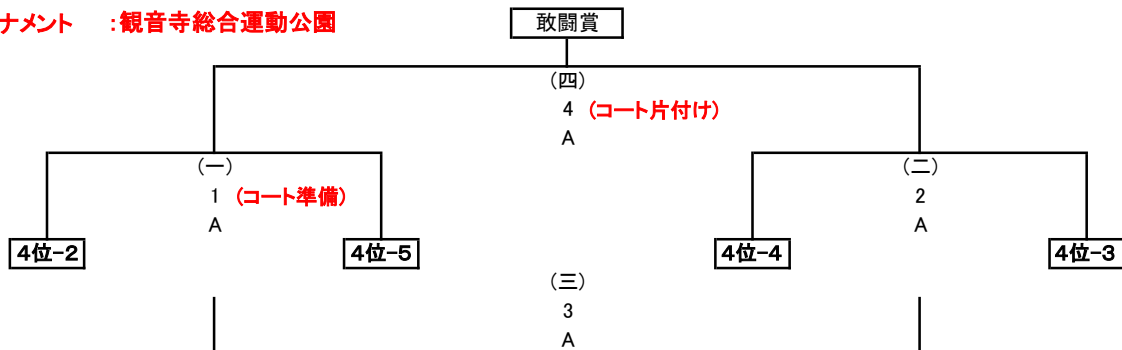 ナメント　：観音寺総合運動公園
敢闘賞
（四）
4 （コート片付け）
A
（一） （二）
1 （コート準備） 2
A A
4位-2 4位-5 4位-4 4位-3
（三）
3
A